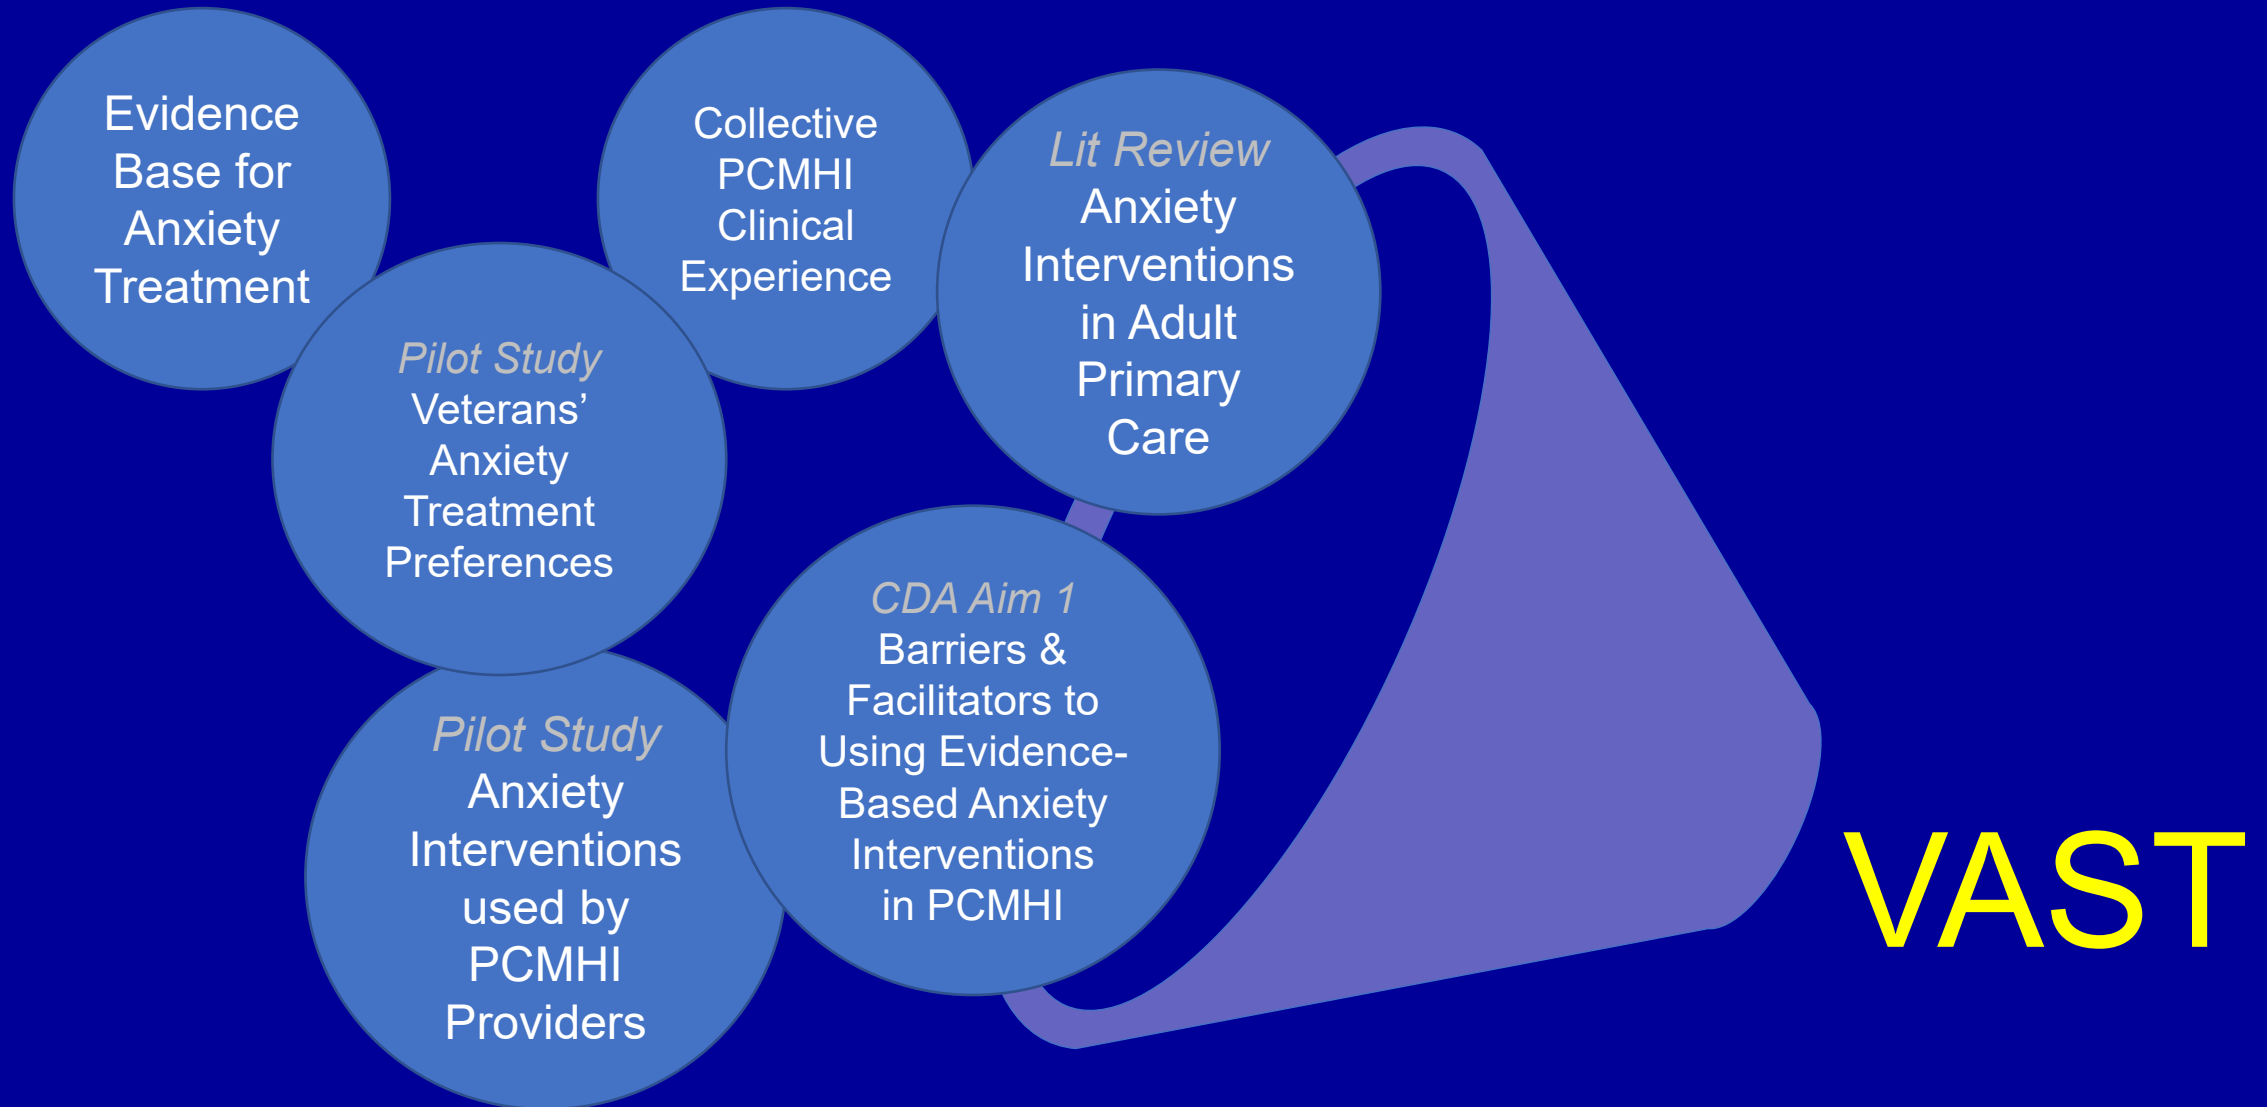 Evidence
Base for
Anxiety
Treatment
Collective
PCMHI
Clinical
Experience
Lit Review
Anxiety
Interventions
in Adult
Primary
Care
Pilot Study
Veterans’
Anxiety
Treatment
Preferences
CDA Aim 1
Barriers &
Facilitators to
Using Evidence-
Based Anxiety
Interventions
in PCMHI
Pilot Study
Anxiety
Interventions
used by
PCMHI
Providers
VAST